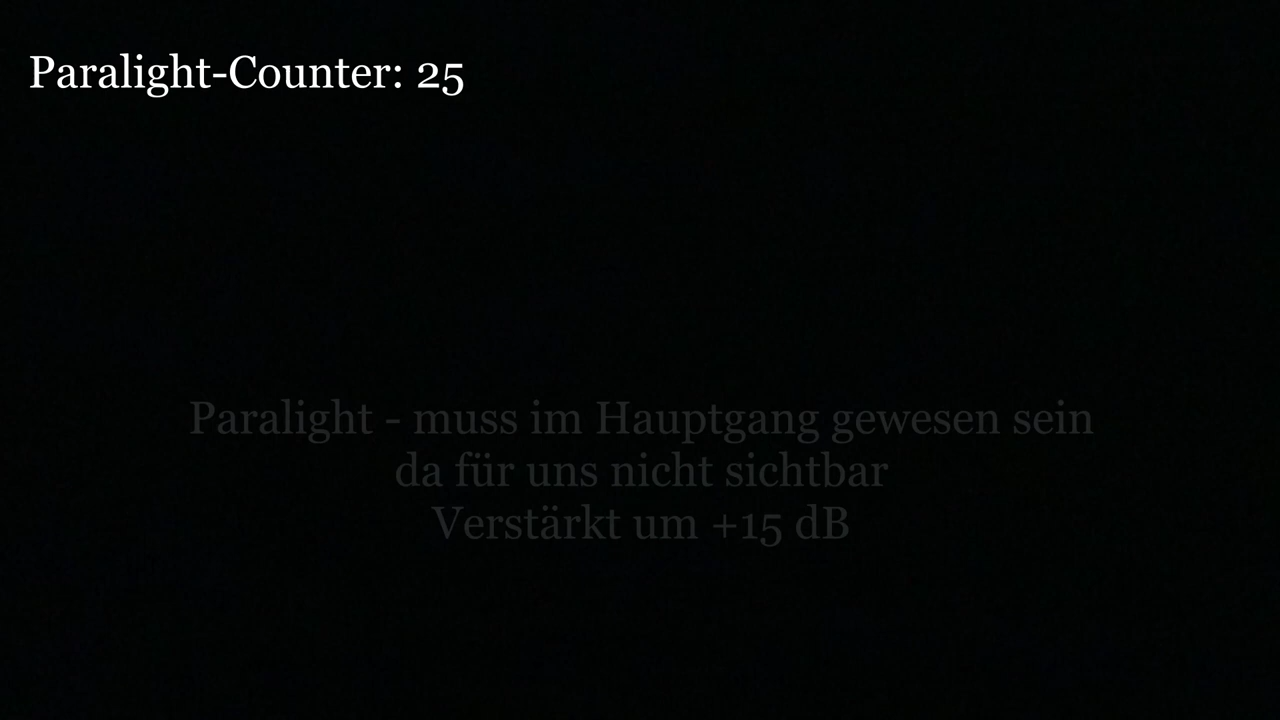 Paralight-Counter: 25
Paralight - muss im Hauptgang gewesen sein
da für uns nicht sichtbar
Verstärkt um +15 dB